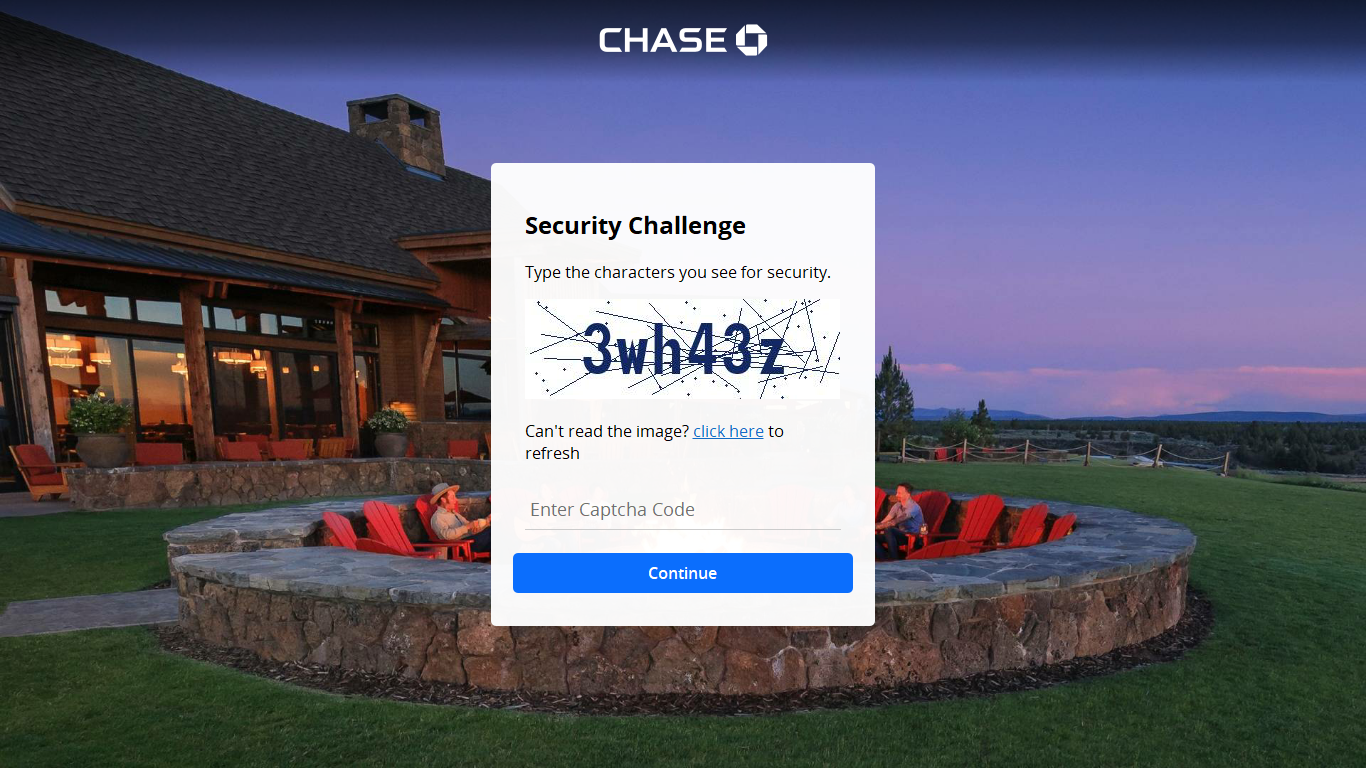 CHASE
Security Challenge
Type the characters you see for security.
3wh43z
Can't read the image? click here to
refresh
Enter Captcha Code
Continue